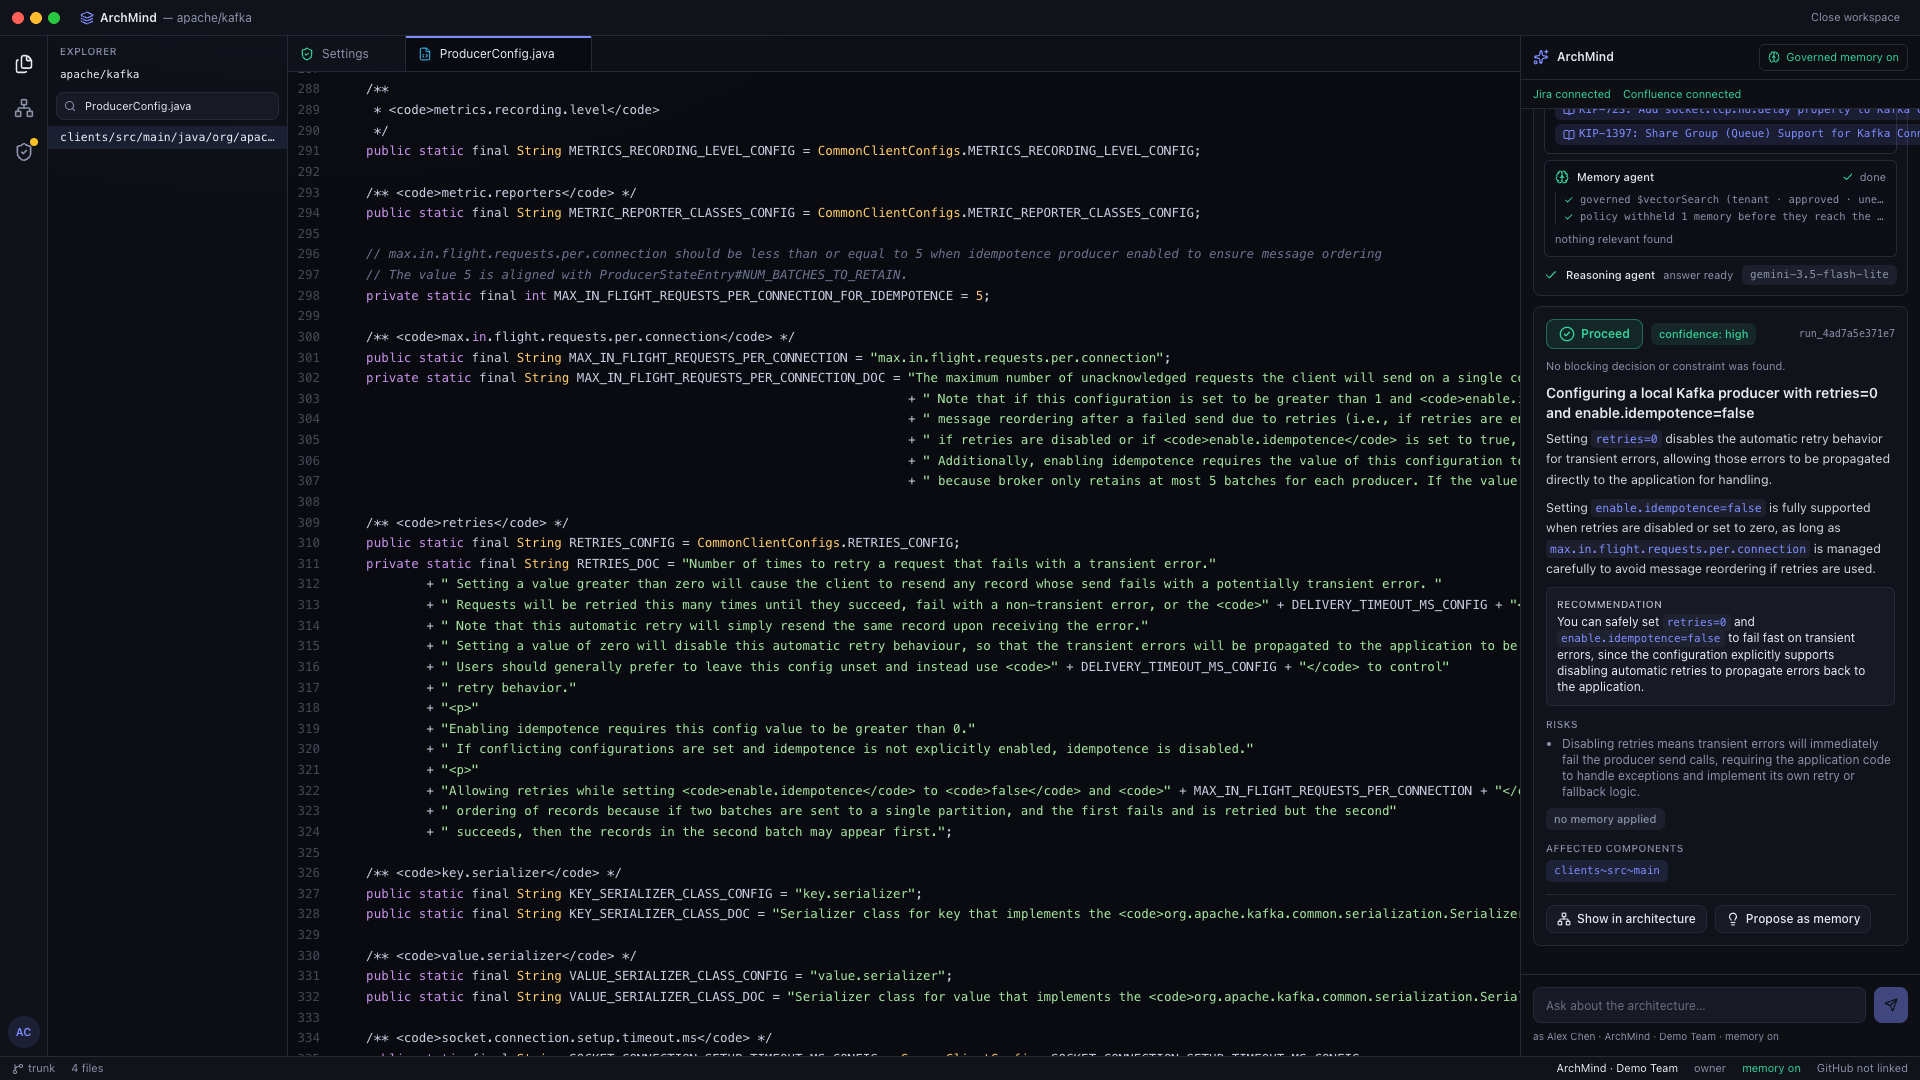 ArchMind — apache/kafka
Close workspace
EXPLORER
apache/kafka
ProducerConfig.java
clients/src/main/java/org/apac…
AC
Settings
ProducerConfig.java
288 /**
289 * <code>metrics.recording.level</code>
290 */
291 public static final String METRICS_RECORDING_LEVEL_CONFIG = CommonClientConfigs.METRICS_RECORDING_LEVEL_CONFIG;
292
293 /** <code>metric.reporters</code> */
294 public static final String METRIC_REPORTER_CLASSES_CONFIG = CommonClientConfigs.METRIC_REPORTER_CLASSES_CONFIG;
295
296 // max.in.flight.requests.per.connection should be less than or equal to 5 when idempotence producer enabled to ensure message ordering
297 // The value 5 is aligned with ProducerStateEntry#NUM_BATCHES_TO_RETAIN.
298 private static final int MAX_IN_FLIGHT_REQUESTS_PER_CONNECTION_FOR_IDEMPOTENCE = 5;
299
300 /** <code>max.in.flight.requests.per.connection</code> */
301 public static final String MAX_IN_FLIGHT_REQUESTS_PER_CONNECTION = "max.in.flight.requests.per.connection";
302 private static final String MAX_IN_FLIGHT_REQUESTS_PER_CONNECTION_DOC = "The maximum number of unacknowledged requests the client will send on a single co
303 + " Note that if this configuration is set to be greater than 1 and <code>enable.i
304 + " message reordering after a failed send due to retries (i.e., if retries are en
305 + " if retries are disabled or if <code>enable.idempotence</code> is set to true,
306 + " Additionally, enabling idempotence requires the value of this configuration to
307 + " because broker only retains at most 5 batches for each producer. If the value
308
309 /** <code>retries</code> */
310 public static final String RETRIES_CONFIG = CommonClientConfigs.RETRIES_CONFIG;
311 private static final String RETRIES_DOC = "Number of times to retry a request that fails with a transient error."
312 + " Setting a value greater than zero will cause the client to resend any record whose send fails with a potentially transient error. "
313 + " Requests will be retried this many times until they succeed, fail with a non-transient error, or the <code>" + DELIVERY_TIMEOUT_MS_CONFIG + "<
314 + " Note that this automatic retry will simply resend the same record upon receiving the error."
315 + " Setting a value of zero will disable this automatic retry behaviour, so that the transient errors will be propagated to the application to be
316 + " Users should generally prefer to leave this config unset and instead use <code>" + DELIVERY_TIMEOUT_MS_CONFIG + "</code> to control"
317 + " retry behavior."
318 + "<p>"
319 + "Enabling idempotence requires this config value to be greater than 0."
320 + " If conflicting configurations are set and idempotence is not explicitly enabled, idempotence is disabled."
321 + "<p>"
322 + "Allowing retries while setting <code>enable.idempotence</code> to <code>false</code> and <code>" + MAX_IN_FLIGHT_REQUESTS_PER_CONNECTION + "</c
323 + " ordering of records because if two batches are sent to a single partition, and the first fails and is retried but the second"
324 + " succeeds, then the records in the second batch may appear first.";
325
326 /** <code>key.serializer</code> */
327 public static final String KEY_SERIALIZER_CLASS_CONFIG = "key.serializer";
328 public static final String KEY_SERIALIZER_CLASS_DOC = "Serializer class for key that implements the <code>org.apache.kafka.common.serialization.Serializer
329
330 /** <code>value.serializer</code> */
331 public static final String VALUE_SERIALIZER_CLASS_CONFIG = "value.serializer";
332 public static final String VALUE_SERIALIZER_CLASS_DOC = "Serializer class for value that implements the <code>org.apache.kafka.common.serialization.Serial
333
334 /** <code>socket.connection.setup.timeout.ms</code> */
ArchMind
Governed memory on
Jira connected Confluence connected
KIP-1397: Share Group (Queue) Support for Kafka Conn
Memory agent
done
governed $vectorSearch (tenant · approved · une…
policy withheld 1 memory before they reach the …
nothing relevant found
Reasoning agent answer ready gemini-3.5-flash-lite
Proceed
confidence: high
run_4ad7a5e371e7
No blocking decision or constraint was found.
Configuring a local Kafka producer with retries=0
and enable.idempotence=false
Setting retries=0 disables the automatic retry behavior
for transient errors, allowing those errors to be propagated
directly to the application for handling.
Setting enable.idempotence=false is fully supported
when retries are disabled or set to zero, as long as
max.in.flight.requests.per.connection is managed
carefully to avoid message reordering if retries are used.
RECOMMENDATION
You can safely set retries=0 and
enable.idempotence=false to fail fast on transient
errors, since the configuration explicitly supports
disabling automatic retries to propagate errors back to
the application.
RISKS
• Disabling retries means transient errors will immediately
fail the producer send calls, requiring the application code
to handle exceptions and implement its own retry or
fallback logic.
no memory applied
AFFECTED COMPONENTS
clients~src~main
Show in architecture
Propose as memory
Ask about the architecture…
as Alex Chen · ArchMind · Demo Team · memory on
trunk
4 files
ArchMind · Demo Team
owner
memory on
GitHub not linked